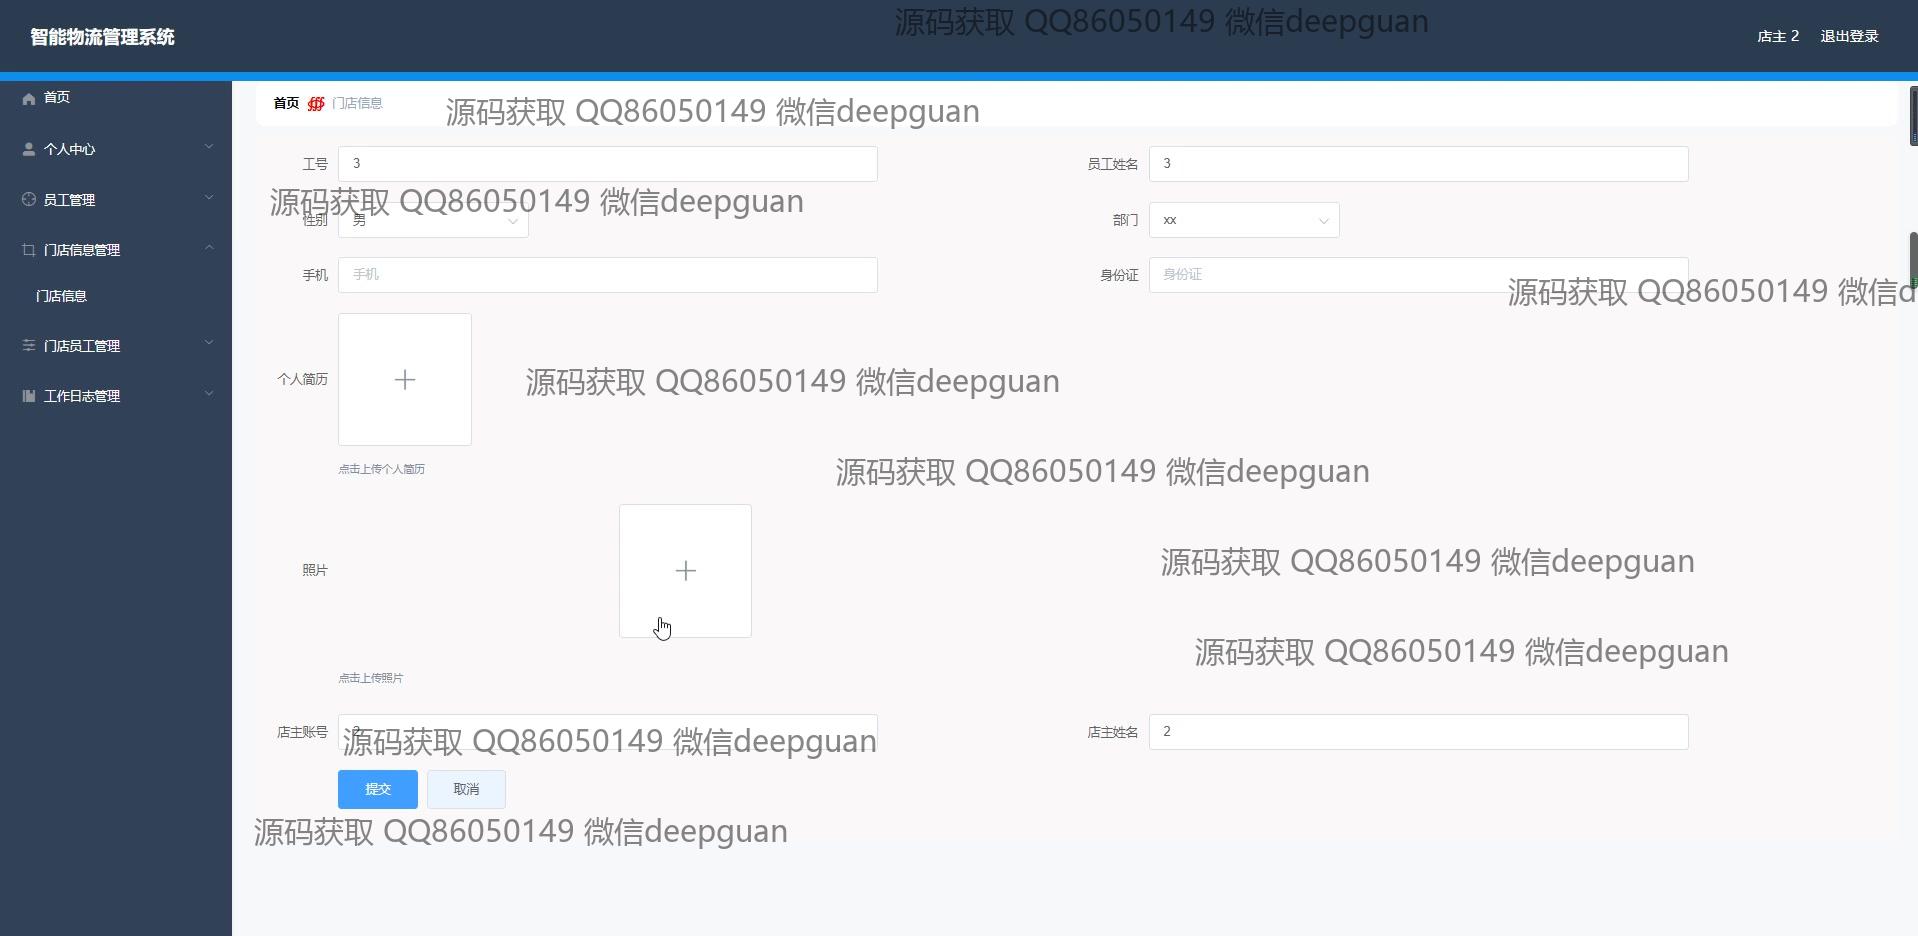 智能物流管理系统
源码获取 QQ86050149 微信deepguan
店主 2 退出登录
首页
个人中心
员工管理
门店信息管理
门店信息
门店员工管理
工作日志管理
首页 门店信息
源码获取 QQ86050149 微信deepguan
工号 3
员工姓名 3
源码获取 QQ86050149 微信deepguan
性别 男
部门 xx
手机 手机
身份证 身份证
源码获取 QQ86050149 微信d
个人简历
源码获取 QQ86050149 微信deepguan
点击上传个人简历
源码获取 QQ86050149 微信deepguan
照片
源码获取 QQ86050149 微信deepguan
源码获取 QQ86050149 微信deepguan
点击上传照片
店主账号 2
店主姓名 2
源码获取 QQ86050149 微信deepguan
提交 取消
源码获取 QQ86050149 微信deepguan